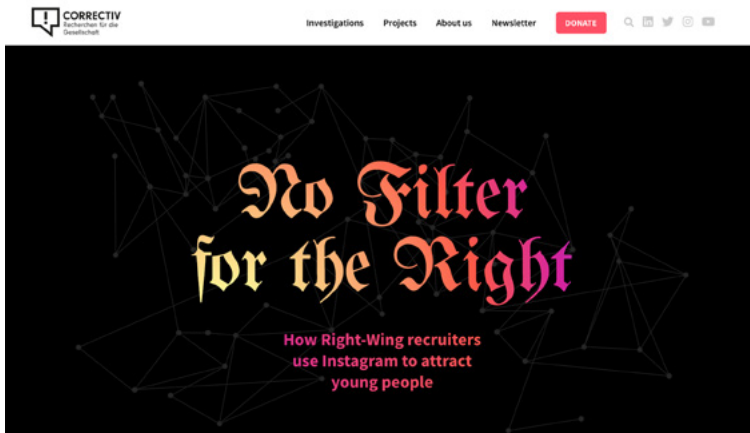 CORRECTIV
Recherchen für die
Gesellschaft
Investigations Projects About us Newsletter DONATE
No Filter
for the Right
How Right-Wing recruiters
use Instagram to attract
young people